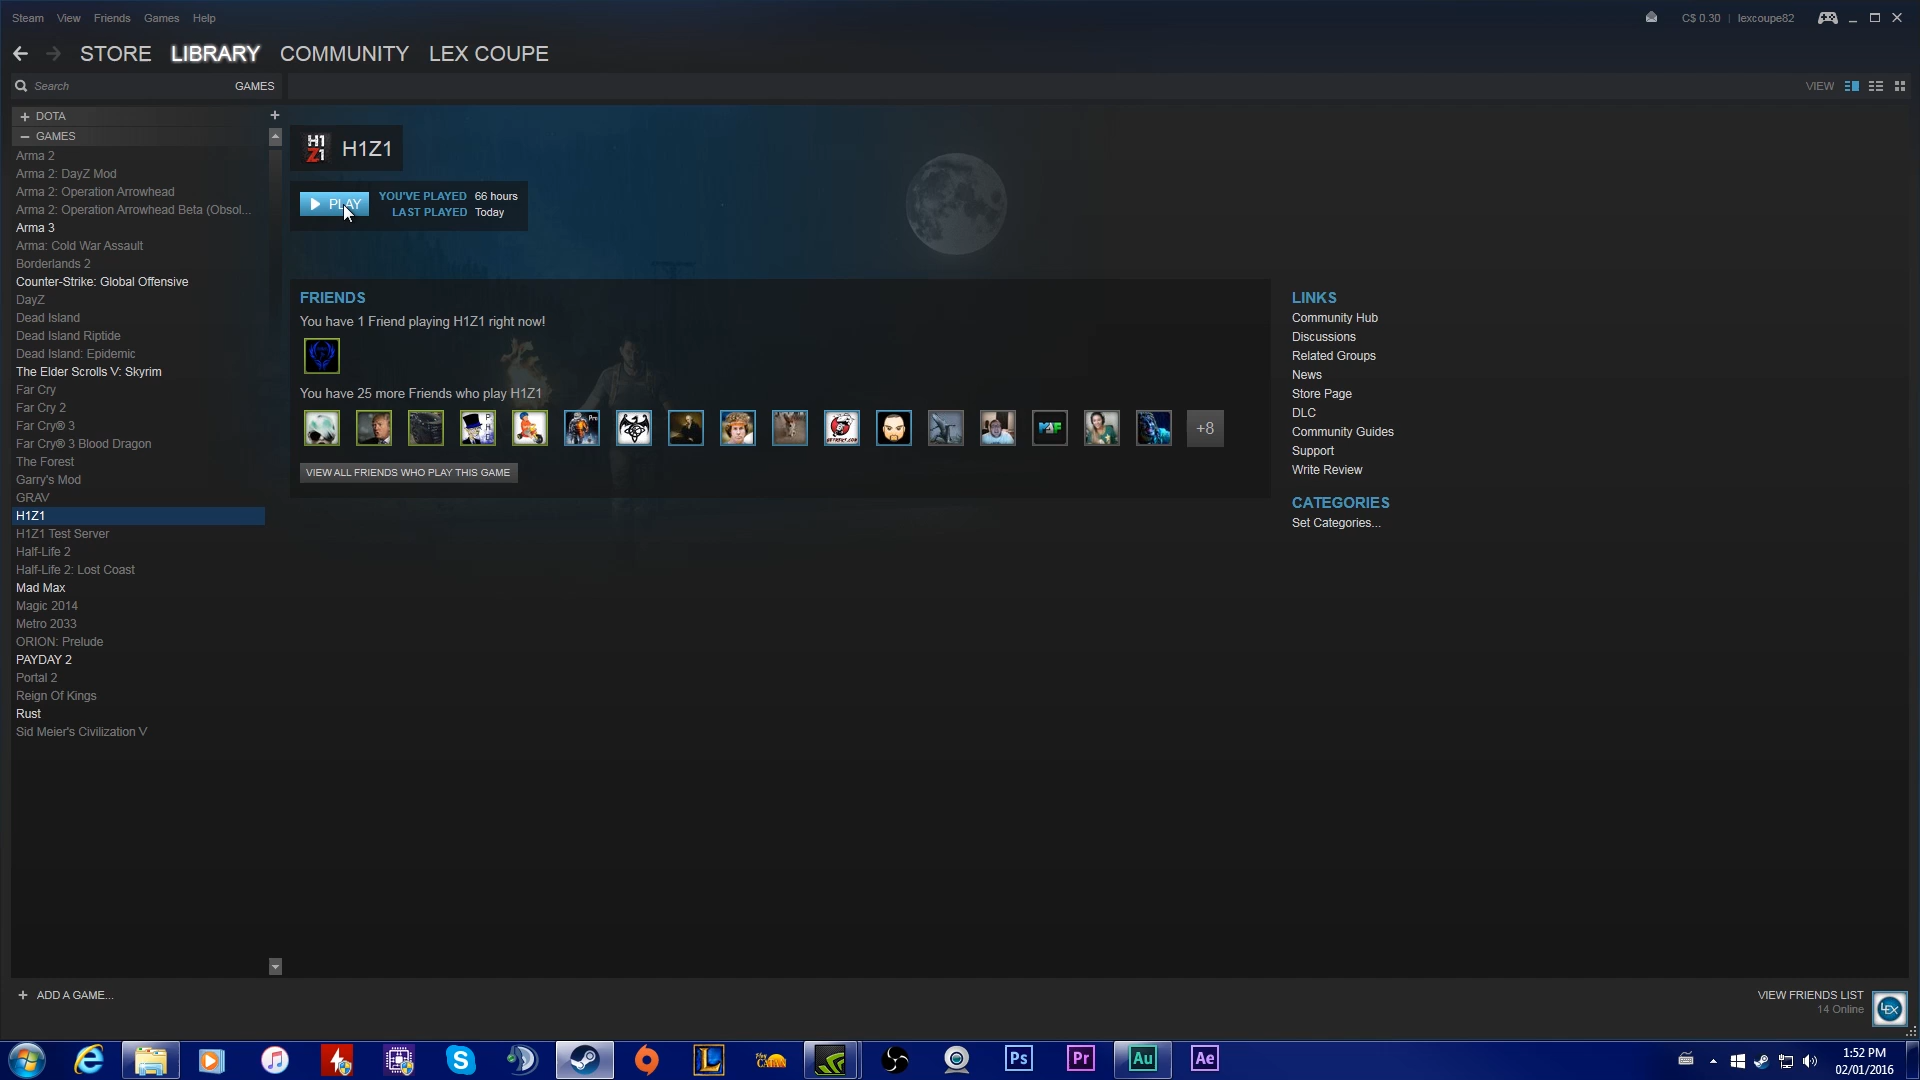 Steam View Friends Games Help
C$ 0.30 | lexcoupe82
STORE LIBRARY COMMUNITY LEX COUPE
Search GAMES
VIEW
+ DOTA +
− GAMES
Arma 2
Arma 2: DayZ Mod
Arma 2: Operation Arrowhead
Arma 2: Operation Arrowhead Beta (Obsol...
Arma 3
Arma: Cold War Assault
Borderlands 2
Counter-Strike: Global Offensive
DayZ
Dead Island
Dead Island Riptide
Dead Island: Epidemic
The Elder Scrolls V: Skyrim
Far Cry
Far Cry 2
Far Cry® 3
Far Cry® 3 Blood Dragon
The Forest
Garry's Mod
GRAV
H1Z1
H1Z1 Test Server
Half-Life 2
Half-Life 2: Lost Coast
Mad Max
Magic 2014
Metro 2033
ORION: Prelude
PAYDAY 2
Portal 2
Reign Of Kings
Rust
Sid Meier's Civilization V
H1
Z1
H1Z1
PLAY
YOU'VE PLAYED 66 hours
LAST PLAYED Today
FRIENDS
You have 1 Friend playing H1Z1 right now!
You have 25 more Friends who play H1Z1
+8
VIEW ALL FRIENDS WHO PLAY THIS GAME
LINKS
Community Hub
Discussions
Related Groups
News
Store Page
DLC
Community Guides
Support
Write Review
CATEGORIES
Set Categories...
+ ADD A GAME...
VIEW FRIENDS LIST
14 Online
LEX
Ps Pr Au Ae
1:52 PM
02/01/2016